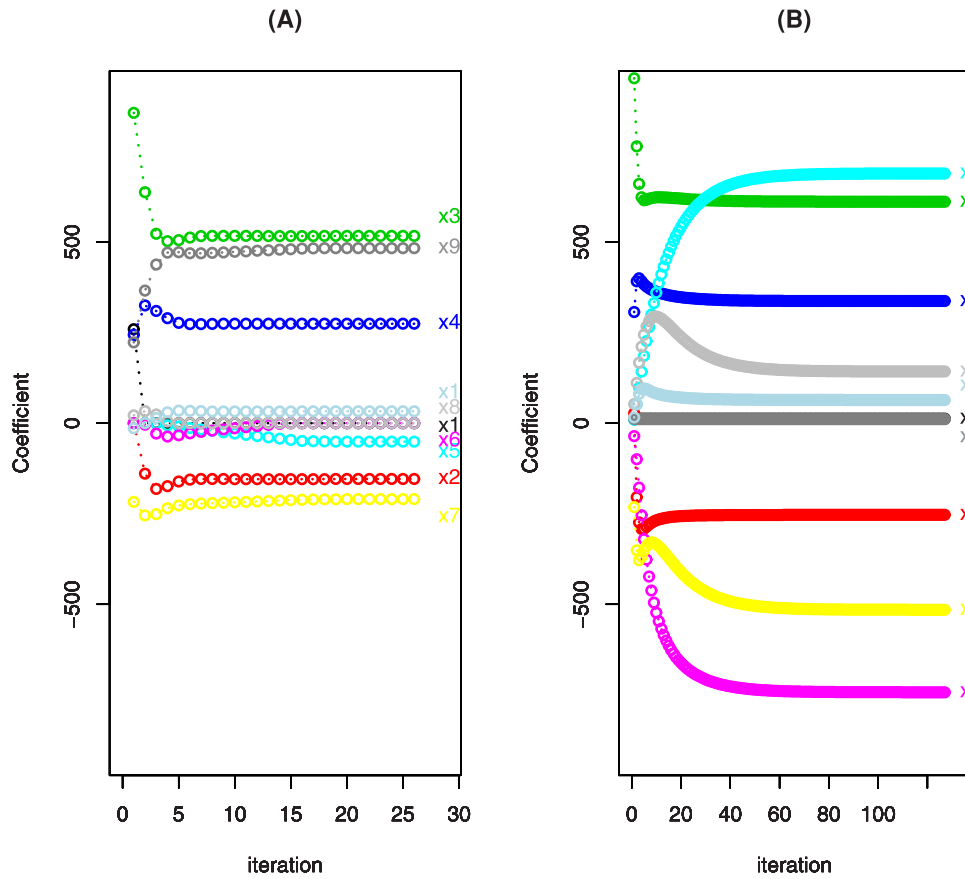 (A)
(B)
Coefficient
500
0
−500
x3
x9
x4
x1
x8
x1
x6
x5
x2
x7
0 5 10 15 20 25 30
iteration
Coefficient
500
0
−500
x
x
x
x
x
x
x
x
x
x
0 20 40 60 80 100
iteration